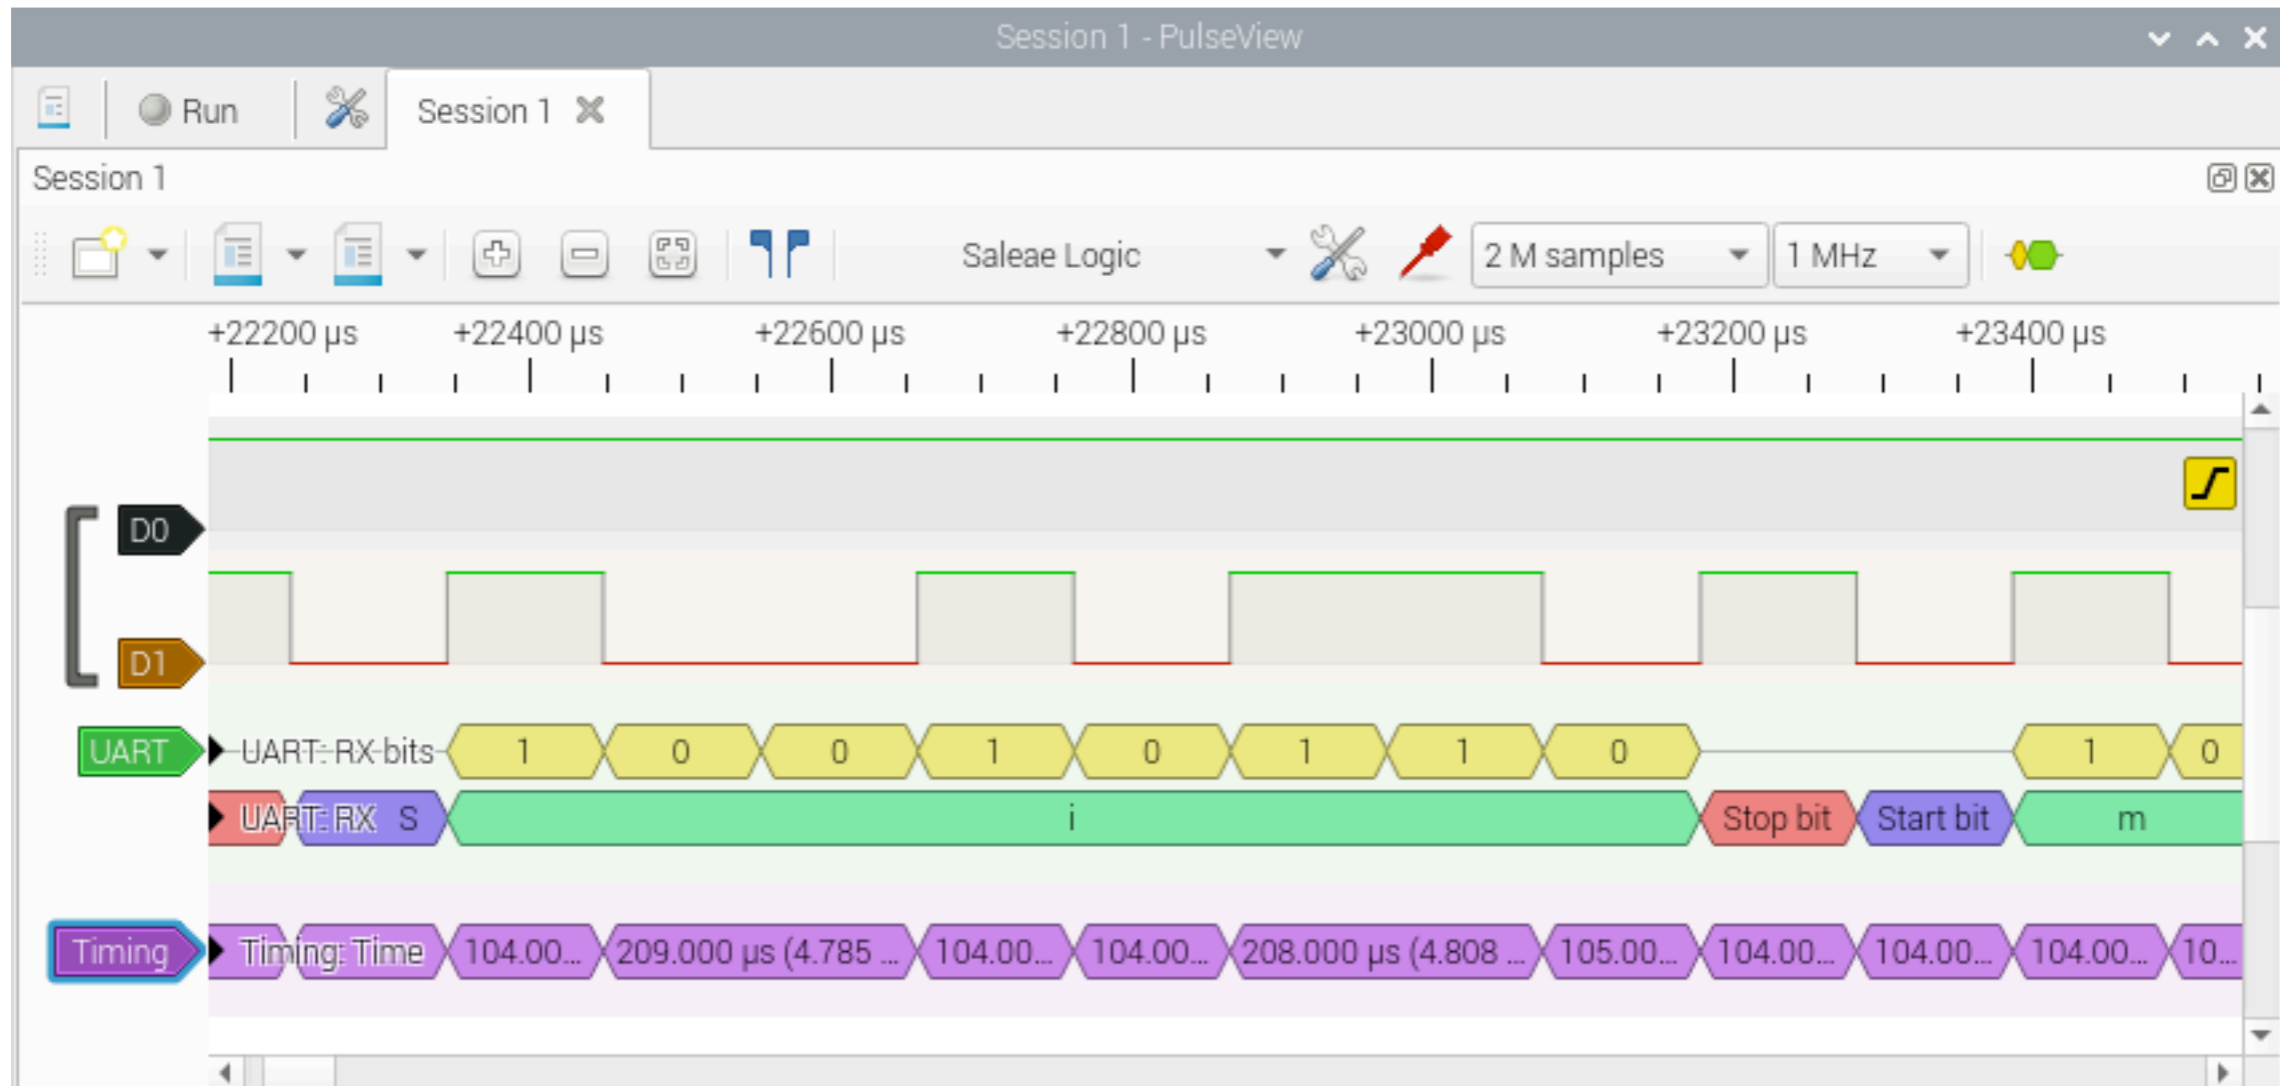 Session 1 - PulseView
Run
Session 1
Session 1
Saleae Logic
2 M samples
1 MHz
+22200 µs +22400 µs +22600 µs +22800 µs +23000 µs +23200 µs +23400 µs
D0
D1
UART UART: RX bits 1 0 0 1 0 1 1 0 1 0
UART: RX S i Stop bit Start bit m
Timing Timing: Time 104.00... 209.000 µs (4.785 ... 104.00... 104.00... 208.000 µs (4.808 ... 105.00... 104.00... 104.00... 104.00... 10...